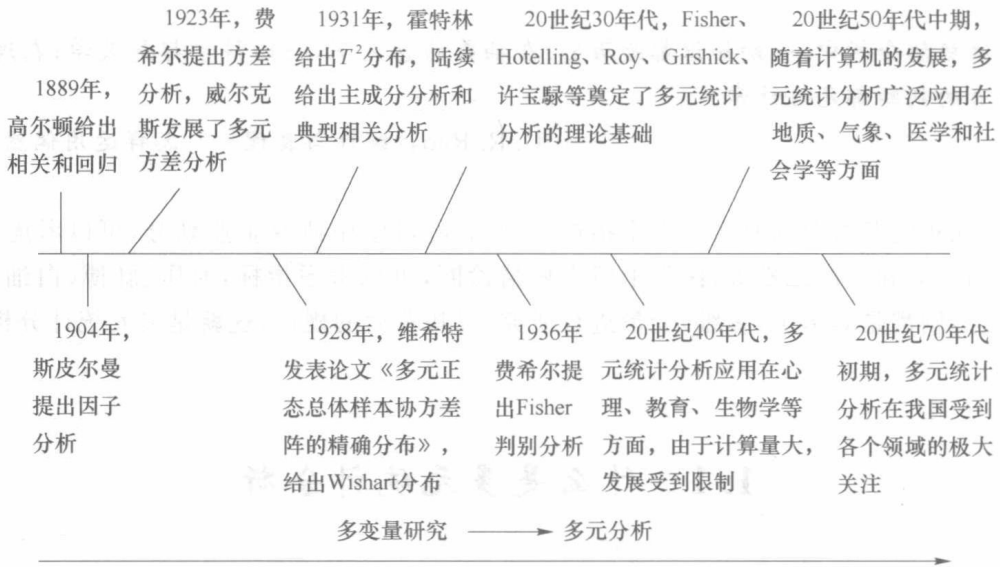 1889年，
高尔顿给出
相关和回归
1923年，费
希尔提出方差
分析，威尔克
斯发展了多元
方差分析
1931年，霍特林
给出T²分布，陆续
给出主成分分析和
典型相关分析
20世纪30年代，Fisher、
Hotelling、Roy、Girshick、
许宝騄等奠定了多元统计
分析的理论基础
20世纪50年代中期，
随着计算机的发展，多
元统计分析广泛应用在
地质、气象、医学和社
会学等方面
1904年，
斯皮尔曼
提出因子
分析
1928年，维希特
发表论文《多元正
态总体样本协方差
阵的精确分布》，
给出Wishart分布
1936年
费希尔提
出Fisher
判别分析
20世纪40年代，多
元统计分析应用在心
理、教育、生物学等
方面，由于计算量大，
发展受到限制
20世纪70年代
初期，多元统计
分析在我国受到
各个领域的极大
关注
多变量研究 → 多元分析